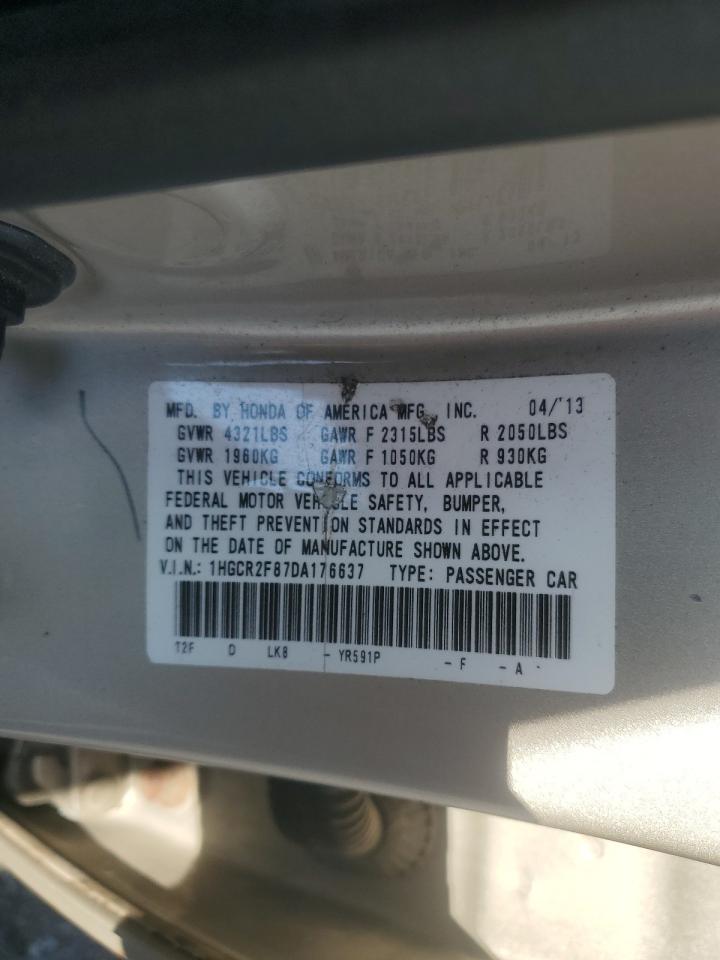 MFD. BY HONDA OF AMERICA MFG., INC. 04/'13
GVWR 4321LBS GAWR F 2315LBS R 2050LBS
GVWR 1960KG GAWR F 1050KG R 930KG
THIS VEHICLE CONFORMS TO ALL APPLICABLE
FEDERAL MOTOR VEHICLE SAFETY, BUMPER,
AND THEFT PREVENTION STANDARDS IN EFFECT
ON THE DATE OF MANUFACTURE SHOWN ABOVE.
V.I.N.: 1HGCR2F87DA176637 TYPE: PASSENGER CAR
T2F D LK8 - YR591P - F - A -